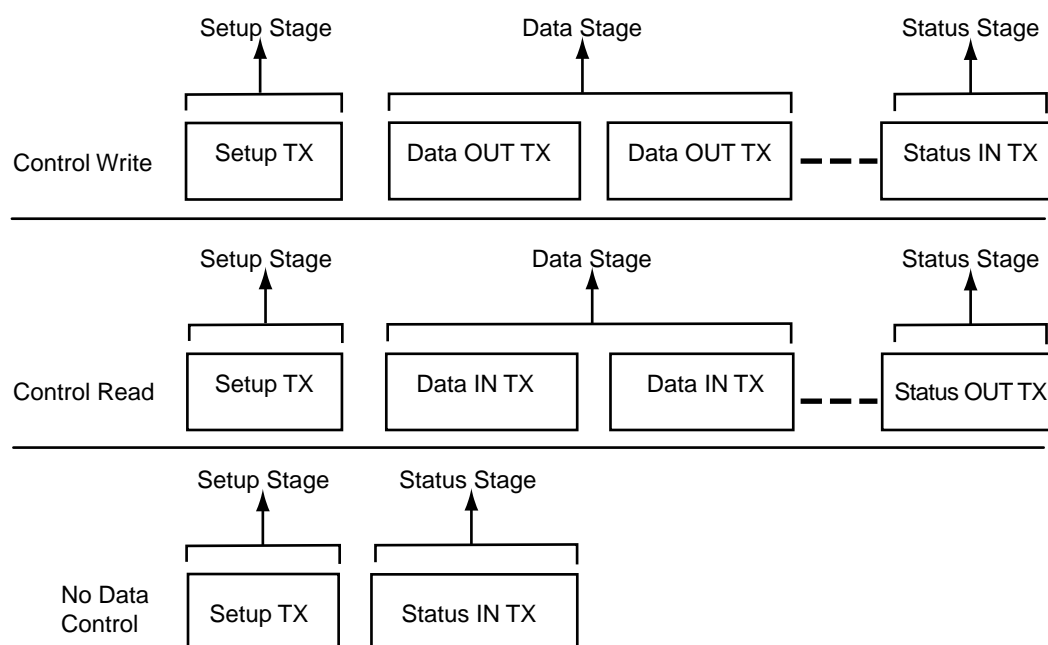 Setup Stage Data Stage Status Stage
Control Write Setup TX Data OUT TX Data OUT TX Status IN TX
Setup Stage Data Stage Status Stage
Control Read Setup TX Data IN TX Data IN TX Status OUT TX
Setup Stage Status Stage
No Data
Control Setup TX Status IN TX